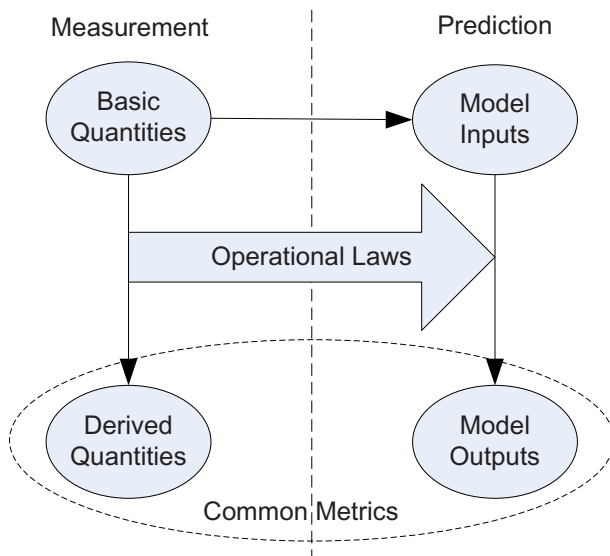 Measurement
Prediction
Basic
Quantities
Model
Inputs
Operational Laws
Derived
Quantities
Model
Outputs
Common Metrics